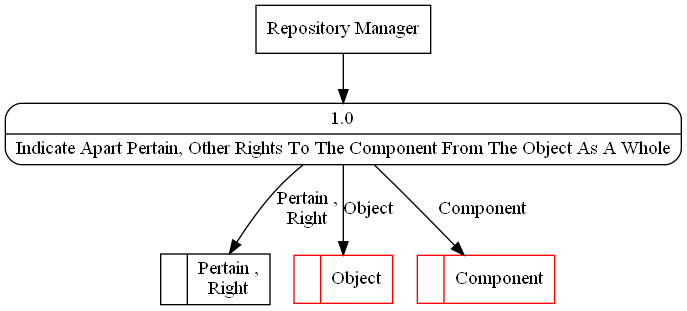 Repository Manager
1.0
Indicate Apart Pertain, Other Rights To The Component From The Object As A Whole
Pertain ,
Right
Object
Component
Pertain ,
Right
Object
Component